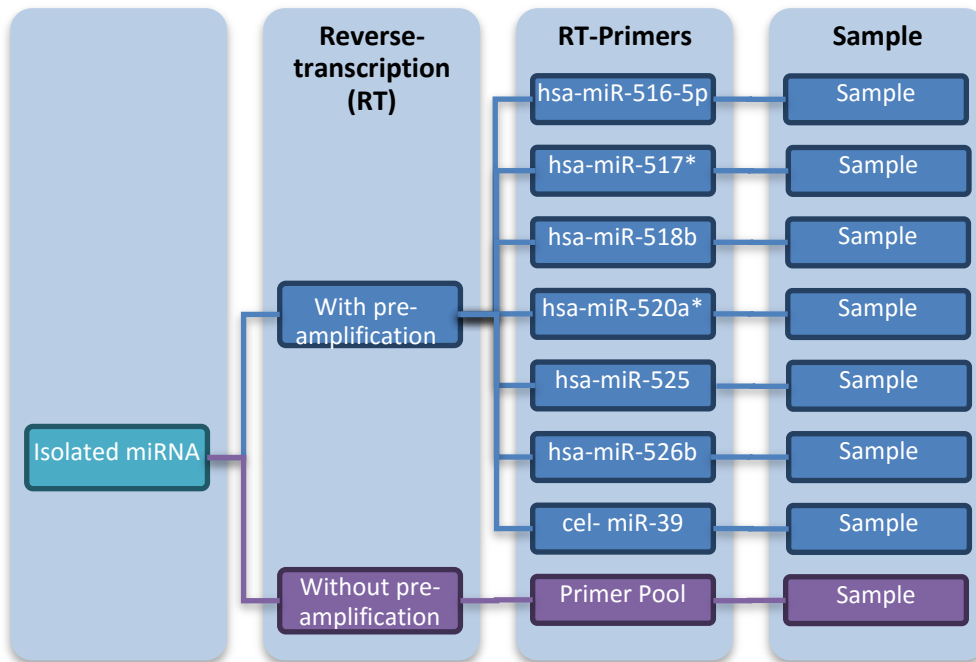 Reverse-
transcription
(RT)
RT-Primers
Sample
hsa-miR-516-5p
Sample
hsa-miR-517*
Sample
hsa-miR-518b
Sample
With pre-
amplification
hsa-miR-520a*
Sample
hsa-miR-525
Sample
Isolated miRNA
hsa-miR-526b
Sample
cel- miR-39
Sample
Without pre-
amplification
Primer Pool
Sample